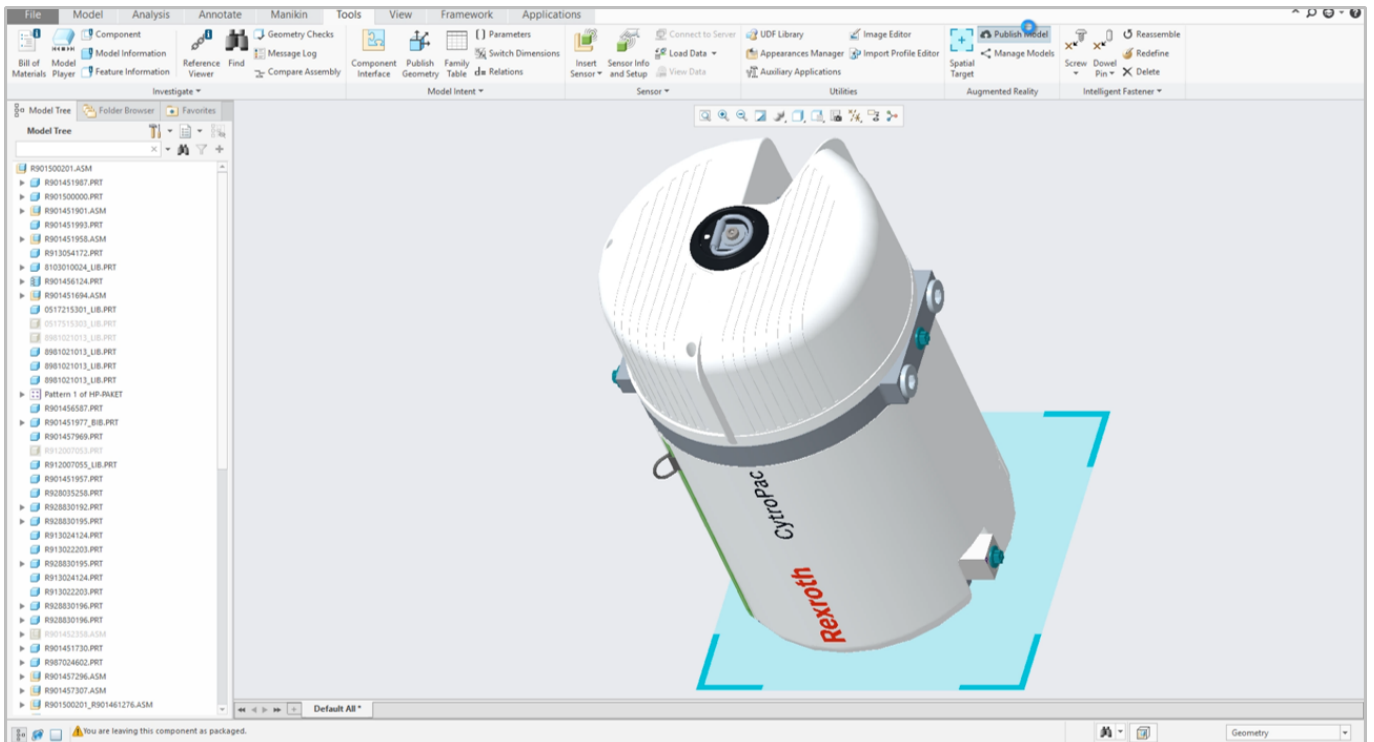 File Model Analysis Annotate Manikin Tools View Framework Applications
Component
Model Information
Feature Information
Bill of Materials
Model Player
Reference Viewer
Find
Geometry Checks
Message Log
Compare Assembly
Investigate
Component Interface
Publish Geometry
Family Table
[] Parameters
Switch Dimensions
d= Relations
Model Intent
Insert Sensor
Sensor Info and Setup
Connect to Server
Load Data
View Data
Sensor
UDF Library
Appearances Manager
Auxiliary Applications
Image Editor
Import Profile Editor
Utilities
Spatial Target
Publish Model
Manage Models
Augmented Reality
Screw
Dowel Pin
Reassemble
Redefine
Delete
Intelligent Fastener
Model Tree Folder Browser Favorites
Model Tree
R901500201.ASM
R901451987.PRT
R901500000.PRT
R901451901.ASM
R901451993.PRT
R901451958.ASM
R913054172.PRT
8103010024_LIB.PRT
R901456124.PRT
R901451694.ASM
0517215301_LIB.PRT
0517515303_LIB.PRT
8981021013_LIB.PRT
8981021013_LIB.PRT
8981021013_LIB.PRT
8981021013_LIB.PRT
Pattern 1 of HP-PAKET
R901456587.PRT
R901451977_BIB.PRT
R901457969.PRT
R912007053.PRT
R912007055_LIB.PRT
R901451957.PRT
R928035258.PRT
R928830192.PRT
R928830195.PRT
R913024124.PRT
R913022203.PRT
R928830195.PRT
R913024124.PRT
R913022203.PRT
R928830196.PRT
R928830196.PRT
R901452358.ASM
R901451730.PRT
R987024602.PRT
R901457296.ASM
R901457307.ASM
R901500201_R901461276.ASM
CytroPac
Rexroth
Default All *
You are leaving this component as packaged.
Geometry